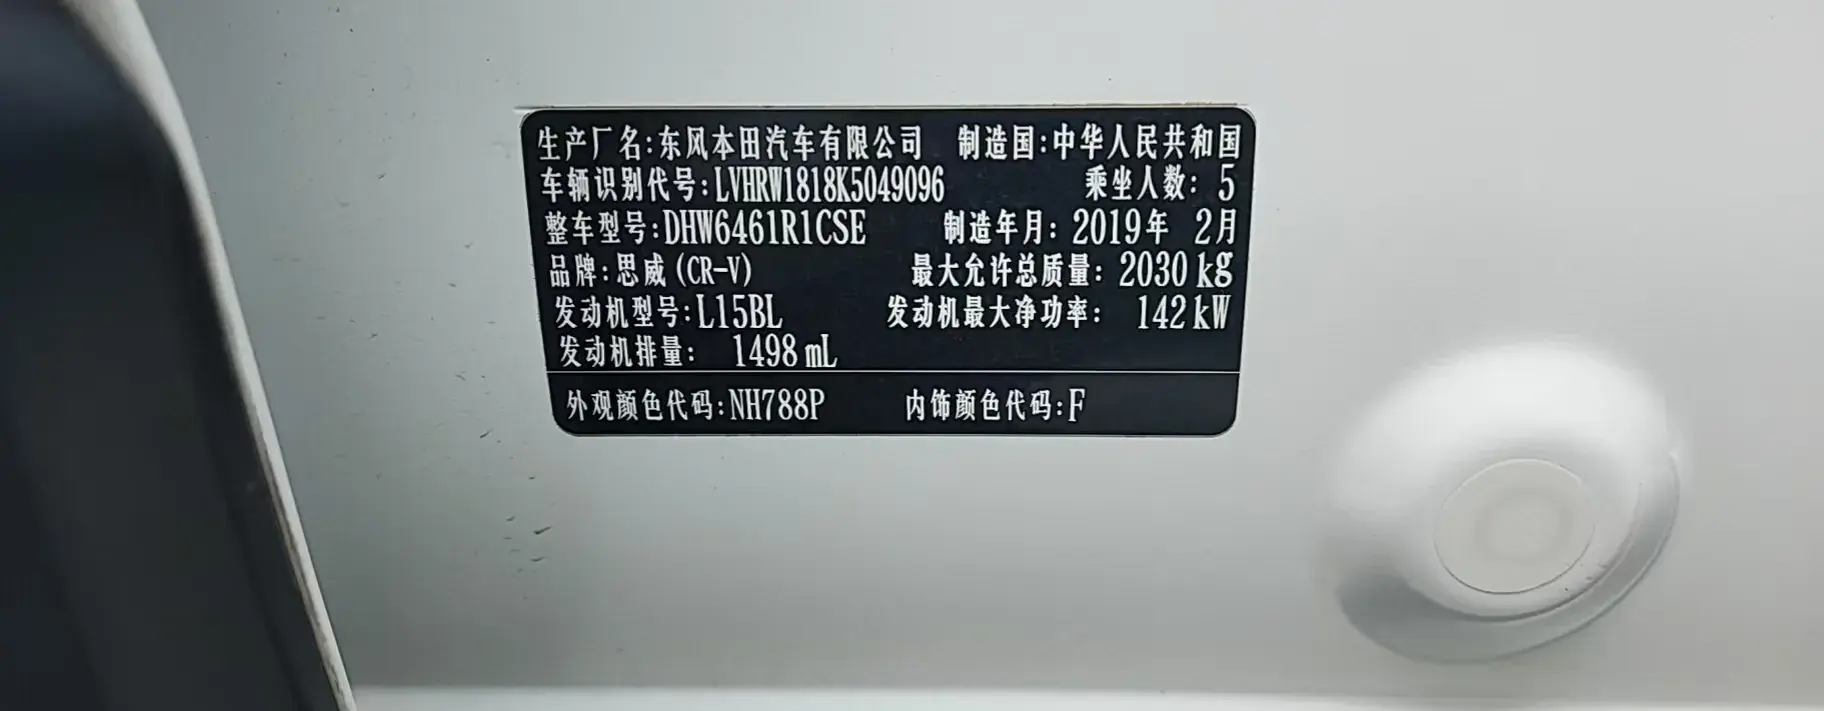 生产厂名:东风本田汽车有限公司 制造国:中华人民共和国
车辆识别代号:LVHRW1818K5049096 乘坐人数: 5
整车型号:DHW6461R1CSE 制造年月: 2019年 2月
品牌:思威(CR-V) 最大允许总质量: 2030 kg
发动机型号:L15BL 发动机最大净功率: 142 kW
发动机排量: 1498 mL
外观颜色代码:NH788P 内饰颜色代码:F